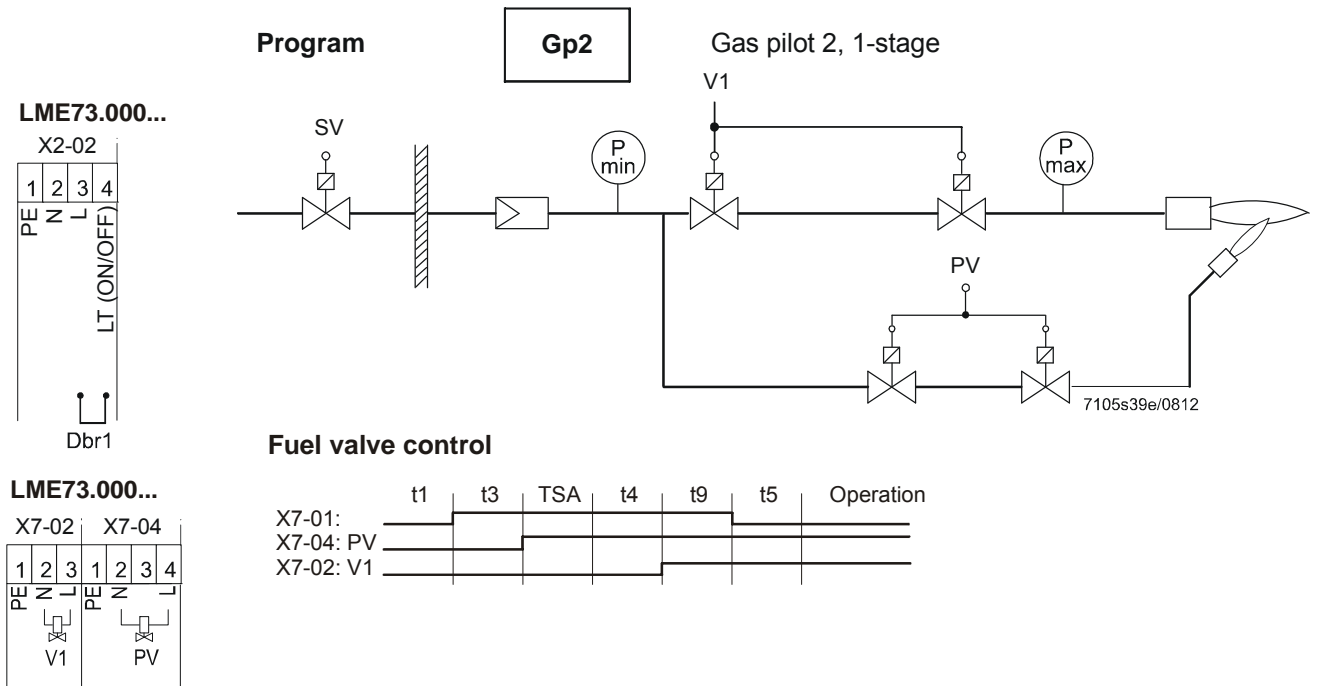 Program Gp2 Gas pilot 2, 1-stage
V1
LME73.000...
X2-02
1 2 3 4
PE N L LT (ON/OFF)
Dbr1
SV
P min
P max
PV
7105s39e/0812
Fuel valve control
t1 t3 TSA t4 t9 t5 Operation
X7-01:
X7-04: PV
X7-02: V1
LME73.000...
X7-02 X7-04
1 2 3 1 2 3 4
PE N L PE N L
V1 PV